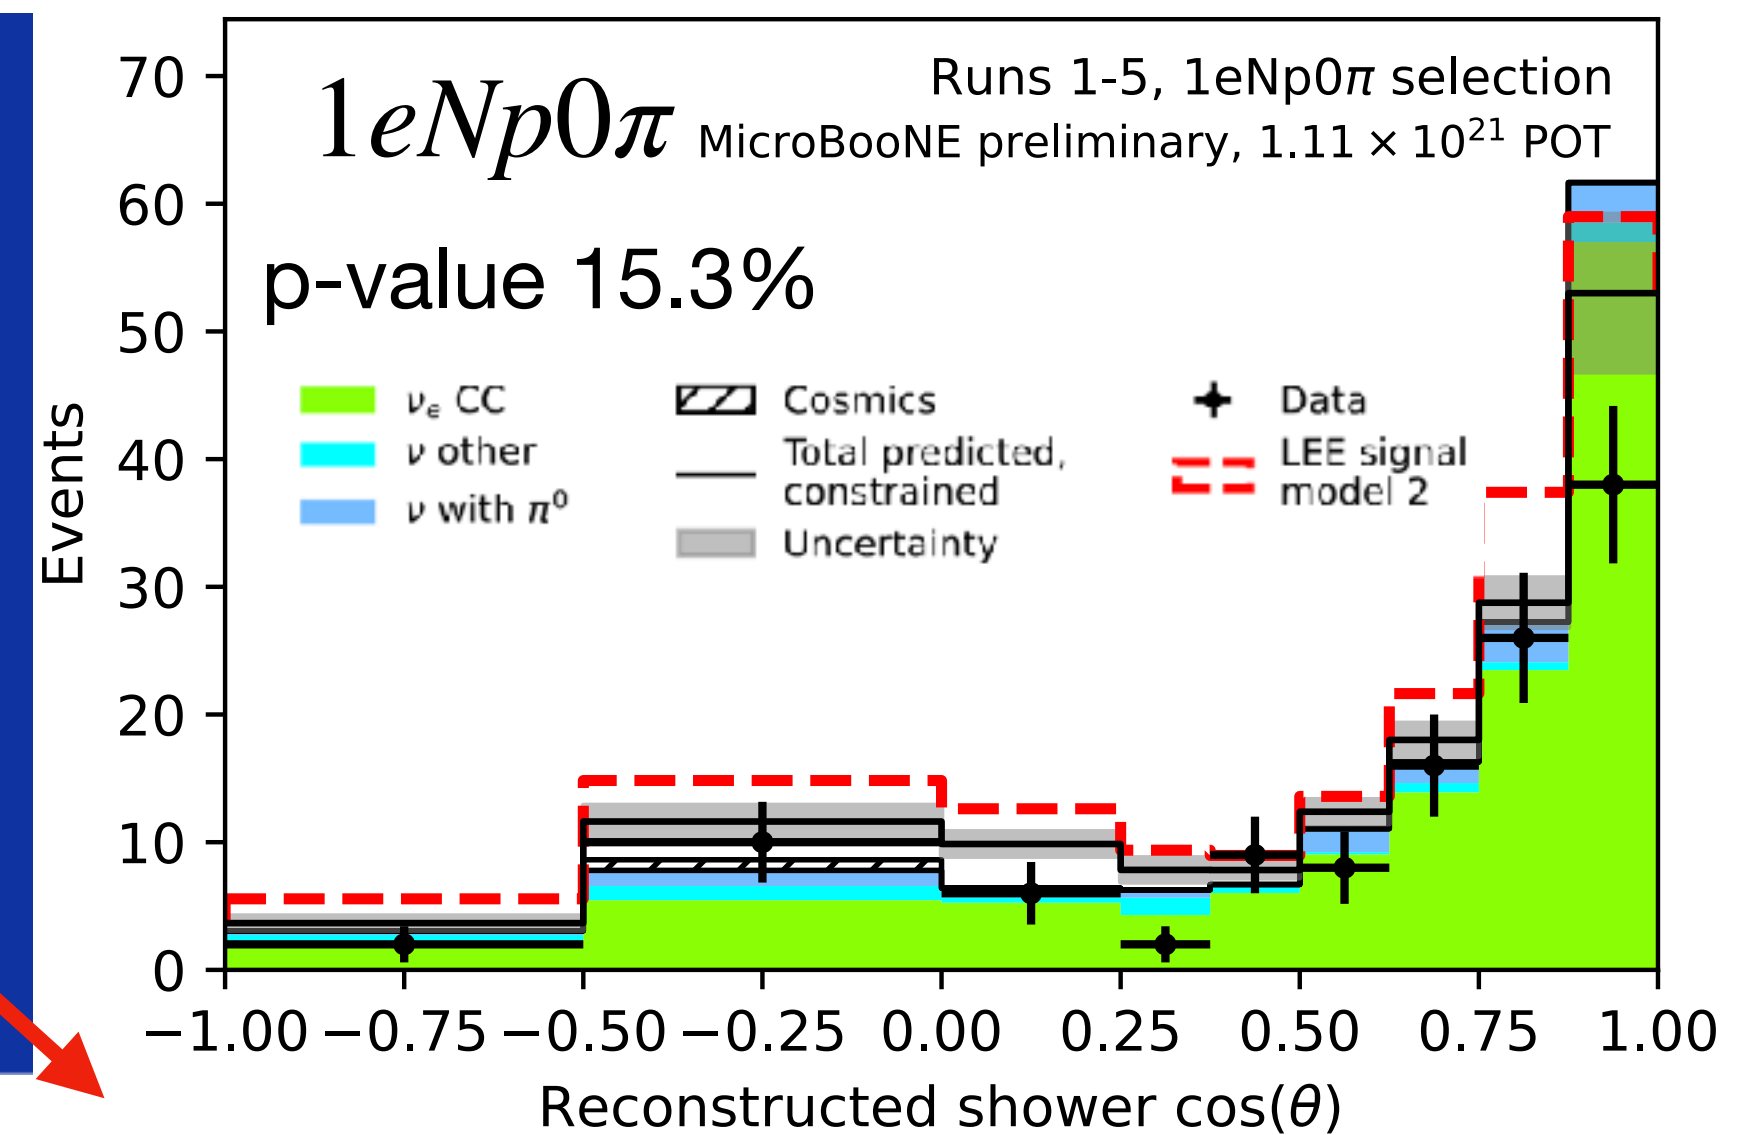 70
60
50
40
30
20
10
0
Events
1eNp0π
Runs 1-5, 1eNp0π selection
MicroBooNE preliminary, 1.11 × 10²¹ POT
p-value 15.3%
νₑ CC
ν other
ν with π⁰
Cosmics
Total predicted,
constrained
Uncertainty
Data
LEE signal
model 2
−1.00 −0.75 −0.50 −0.25 0.00 0.25 0.50 0.75 1.00
Reconstructed shower cos(θ)